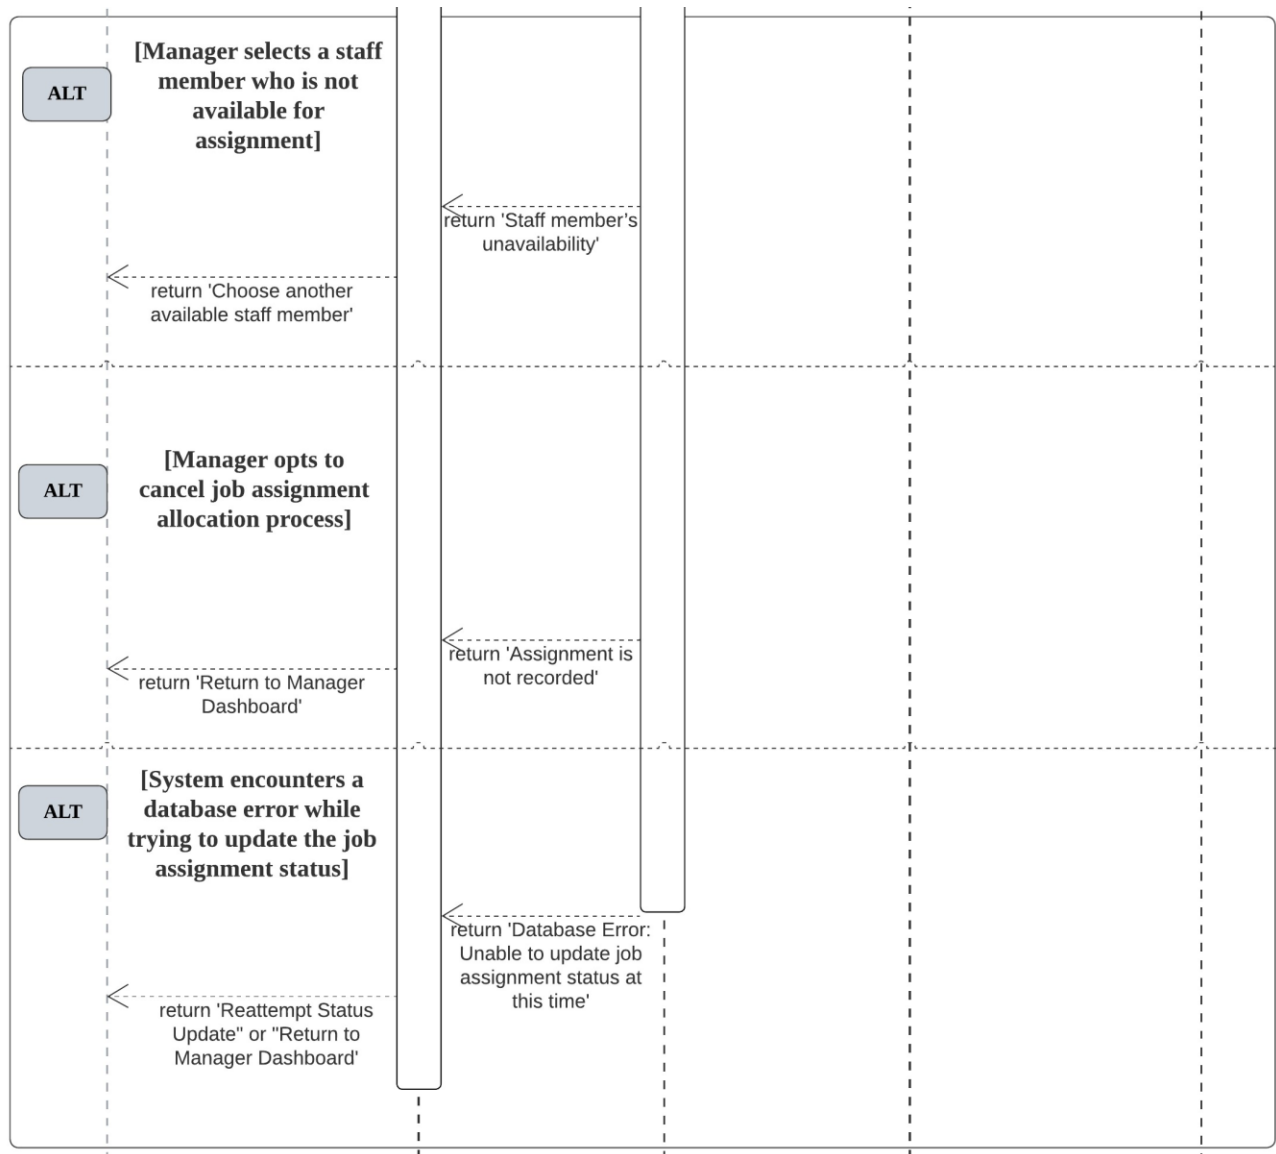 [Manager selects a staff
member who is not
available for
assignment]
ALT
return 'Staff member's
unavailability'
return 'Choose another
available staff member'
[Manager opts to
cancel job assignment
allocation process]
ALT
return 'Assignment is
not recorded'
return 'Return to Manager
Dashboard'
[System encounters a
database error while
trying to update the job
assignment status]
ALT
return 'Database Error:
Unable to update job
assignment status at
this time'
return 'Reattempt Status
Update" or "Return to
Manager Dashboard'